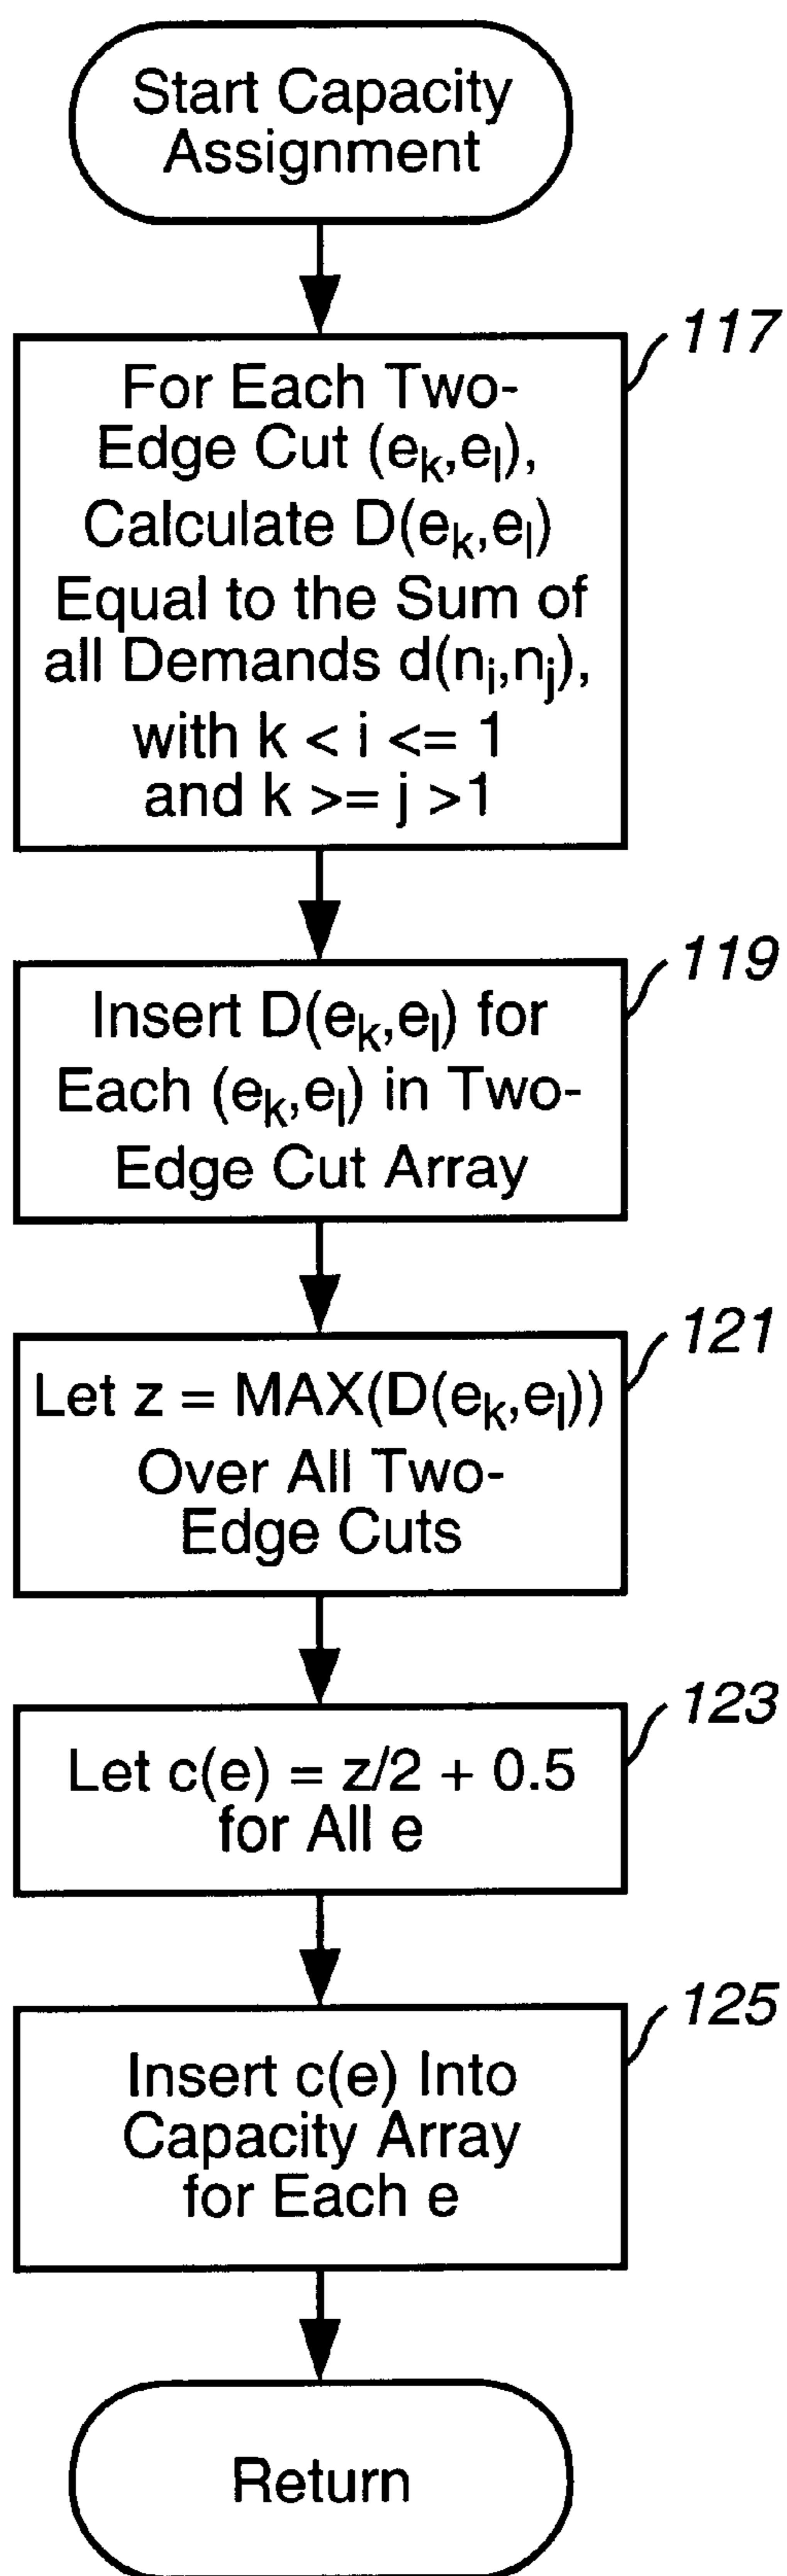 Start Capacity
Assignment
117
For Each Two-
Edge Cut (ek,el),
Calculate D(ek,el)
Equal to the Sum of
all Demands d(ni,nj),
with k < i <= 1
and k >= j >1
119
Insert D(ek,el) for
Each (ek,el) in Two-
Edge Cut Array
121
Let z = MAX(D(ek,el))
Over All Two-
Edge Cuts
123
Let c(e) = z/2 + 0.5
for All e
125
Insert c(e) Into
Capacity Array
for Each e
Return